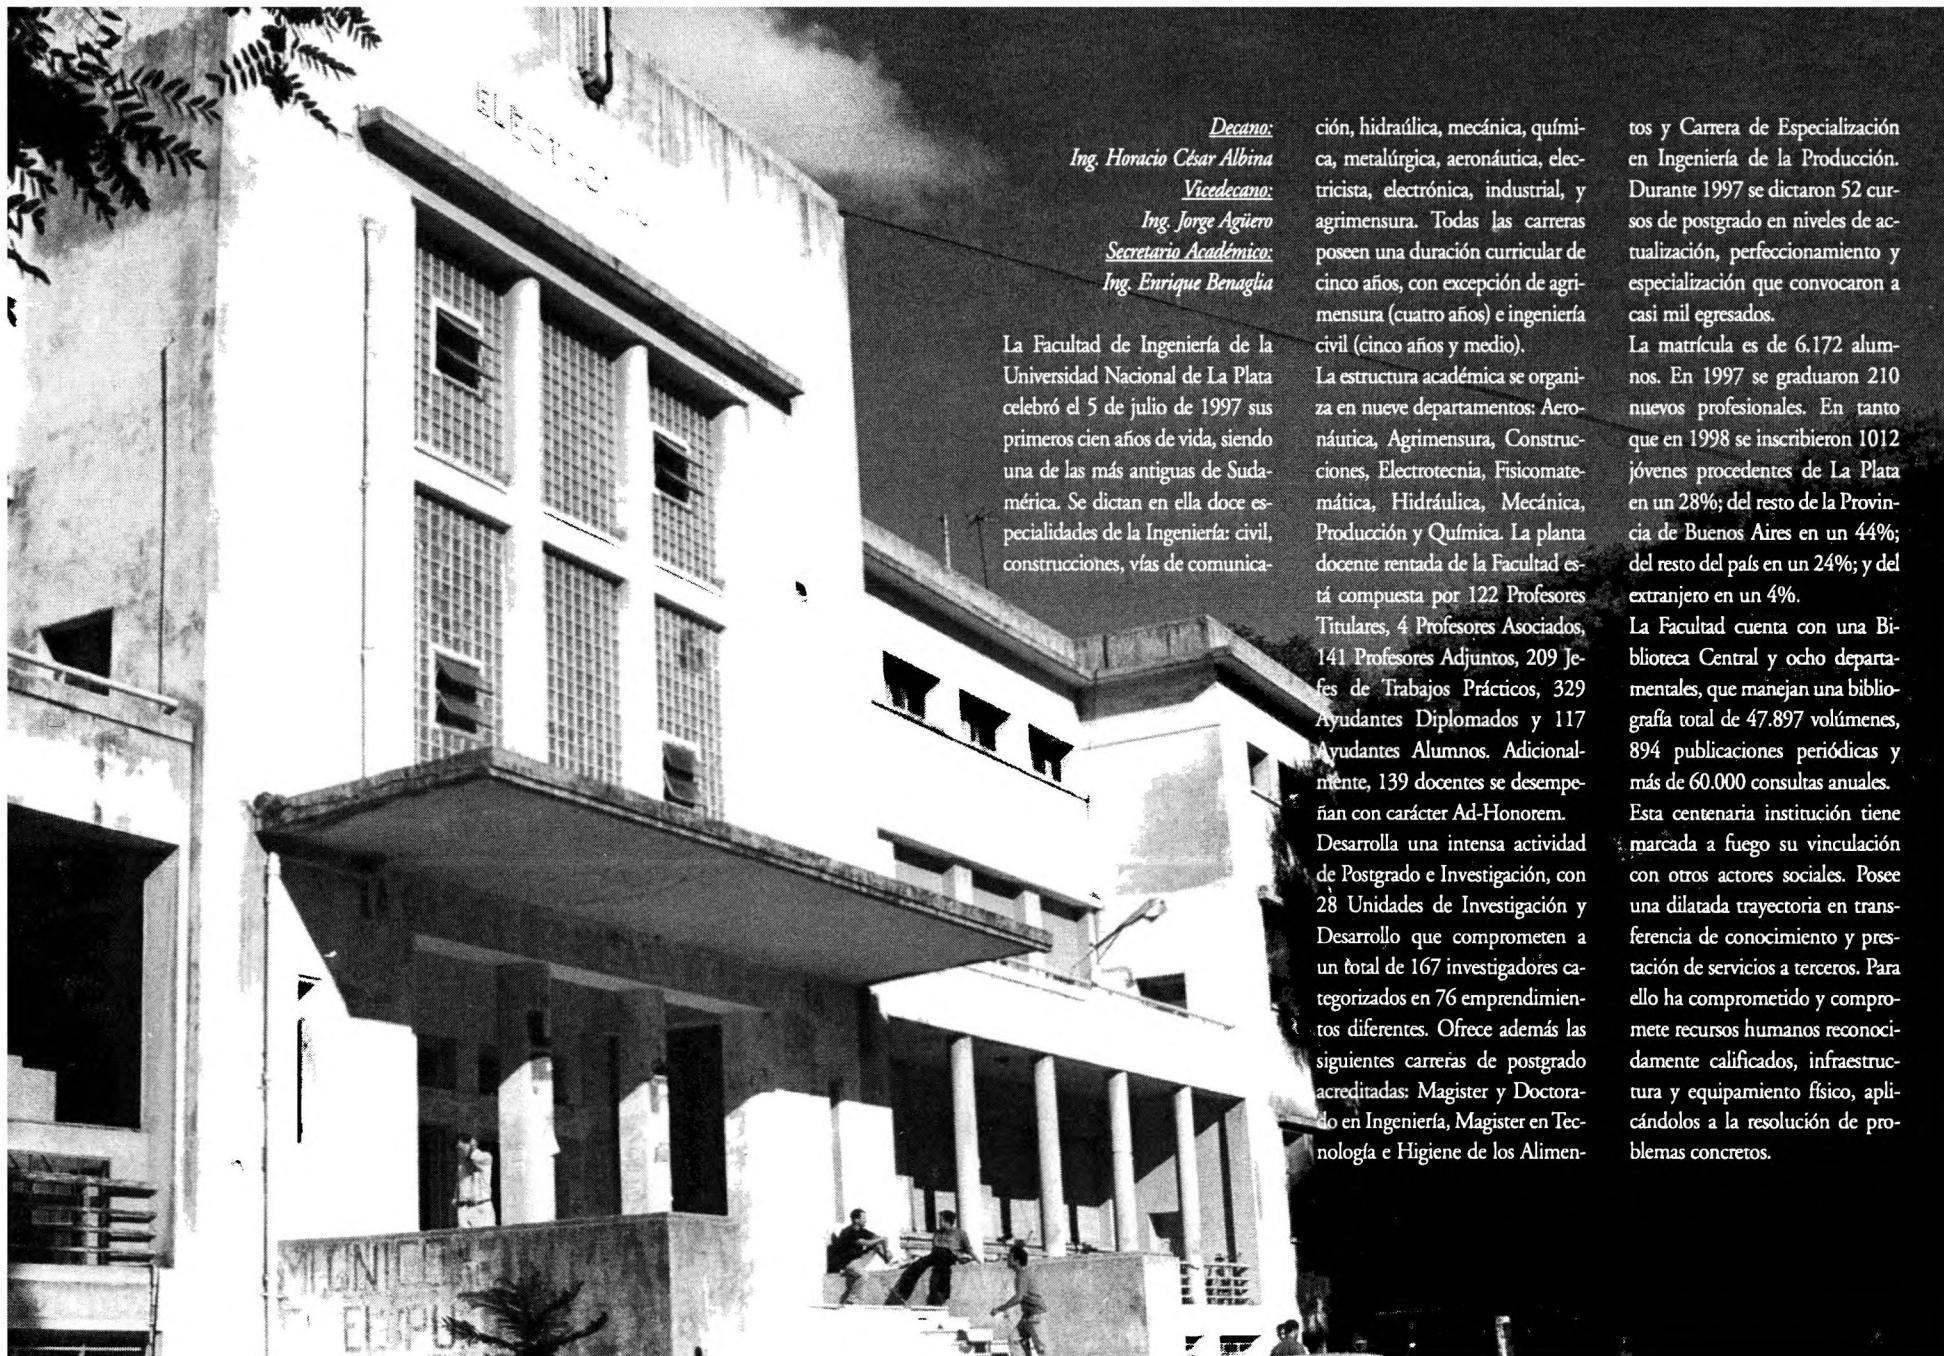 Decano:
Ing. Horacio César Albina
Vicedecano:
Ing. Jorge Agüero
Secretario Académico:
Ing. Enrique Benaglia
La Facultad de Ingeniería de la
Universidad Nacional de La Plata
celebró el 5 de julio de 1997 sus
primeros cien años de vida, siendo
una de las más antiguas de Suda-
mérica. Se dictan en ella doce es-
pecialidades de la Ingeniería: civil,
construcciones, vías de comunica-
ción, hidraúlica, mecánica, quími-
ca, metalúrgica, aeronáutica, elec-
tricista, electrónica, industrial, y
agrimensura. Todas las carreras
poseen una duración curricular de
cinco años, con excepción de agri-
mensura (cuatro años) e ingeniería
civil (cinco años y medio).
La estructura académica se organi-
za en nueve departamentos: Aero-
náutica, Agrimensura, Construc-
ciones, Electrotecnia, Fisicomate-
mática, Hidráulica, Mecánica,
Producción y Química. La planta
docente rentada de la Facultad es-
tá compuesta por 122 Profesores
Titulares, 4 Profesores Asociados,
141 Profesores Adjuntos, 209 Je-
fes de Trabajos Prácticos, 329
Ayudantes Diplomados y 117
Ayudantes Alumnos. Adicional-
mente, 139 docentes se desempe-
ñan con carácter Ad-Honorem.
Desarrolla una intensa actividad
de Postgrado e Investigación, con
28 Unidades de Investigación y
Desarrollo que comprometen a
un total de 167 investigadores ca-
tegorizados en 76 emprendimien-
tos diferentes. Ofrece además las
siguientes carreras de postgrado
acreditadas: Magister y Doctora-
do en Ingeniería, Magister en Tec-
nología e Higiene de los Alimen-
tos y Carrera de Especialización
en Ingeniería de la Producción.
Durante 1997 se dictaron 52 cur-
sos de postgrado en niveles de ac-
tualización, perfeccionamiento y
especialización que convocaron a
casi mil egresados.
La matrícula es de 6.172 alum-
nos. En 1997 se graduaron 210
nuevos profesionales. En tanto
que en 1998 se inscribieron 1012
jóvenes procedentes de La Plata
en un 28%; del resto de la Provin-
cia de Buenos Aires en un 44%;
del resto del país en un 24%; y del
extranjero en un 4%.
La Facultad cuenta con una Bi-
blioteca Central y ocho departa-
mentales, que manejan una biblio-
grafía total de 47.897 volúmenes,
894 publicaciones periódicas y
más de 60.000 consultas anuales.
Esta centenaria institución tiene
marcada a fuego su vinculación
con otros actores sociales. Posee
una dilatada trayectoria en trans-
ferencia de conocimiento y pres-
tación de servicios a terceros. Para
ello ha comprometido y compro-
mete recursos humanos reconoci-
damente calificados, infraestruc-
tura y equipamiento físico, apli-
cándolos a la resolución de pro-
blemas concretos.